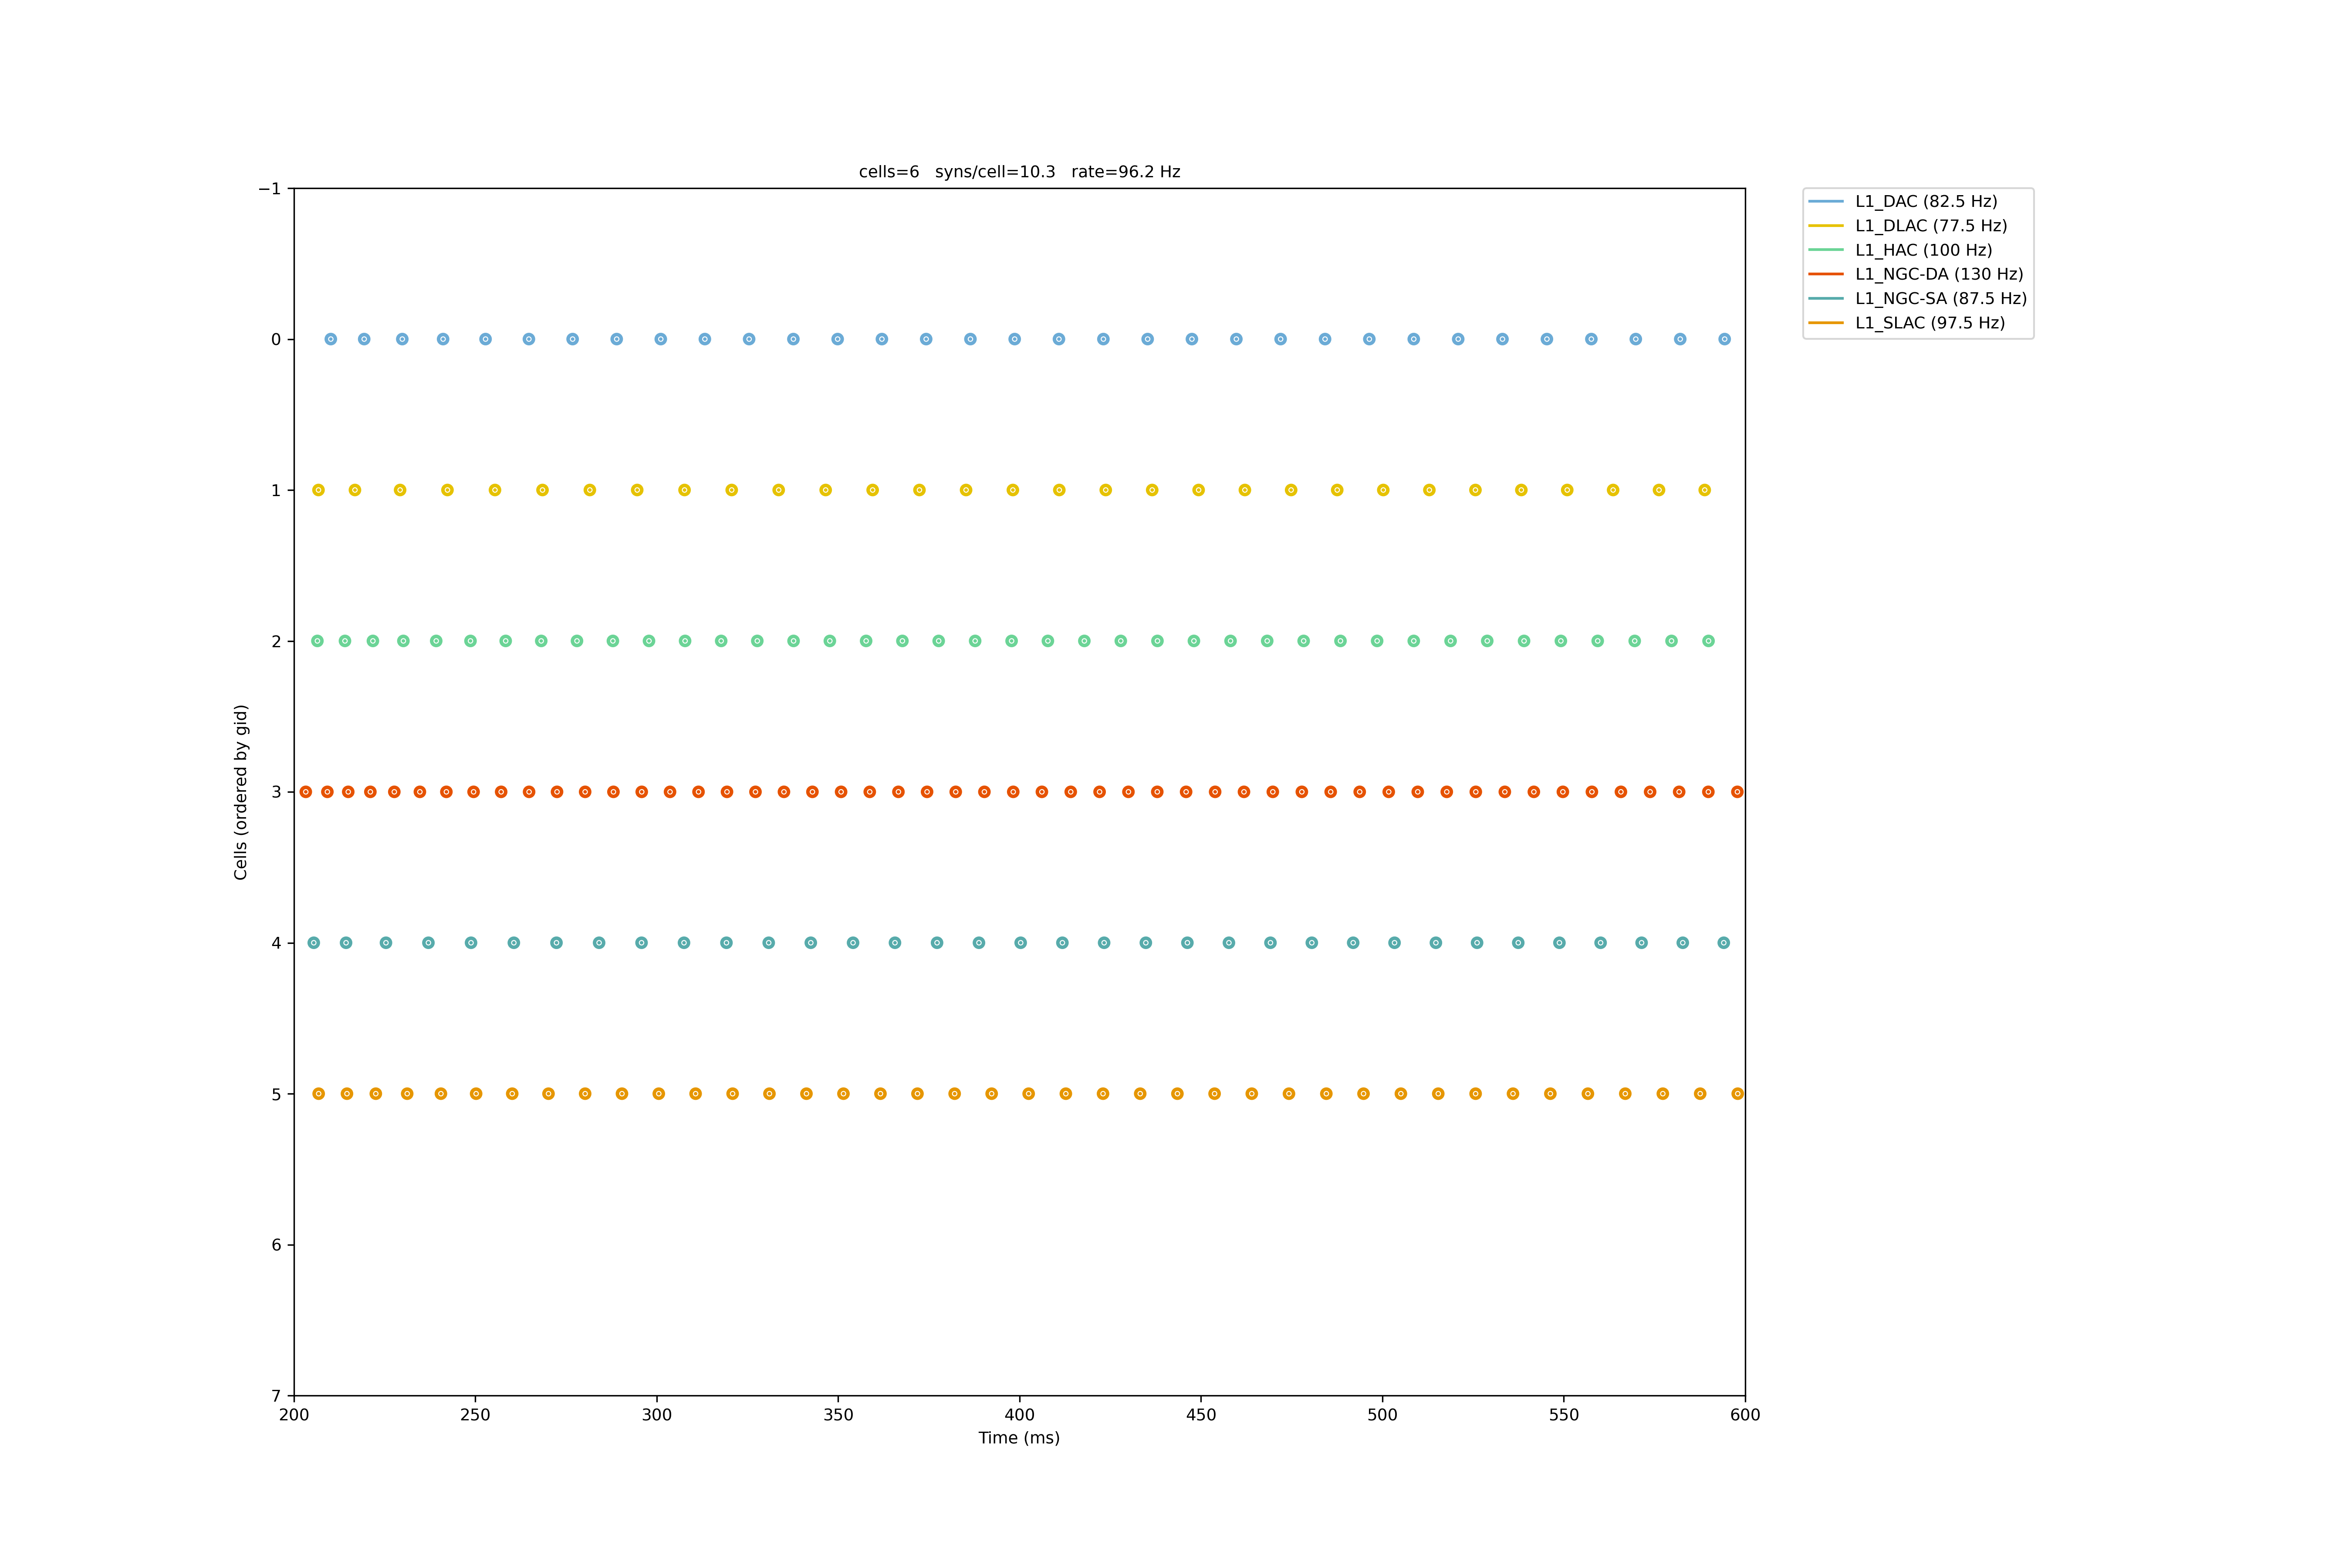 cells=6   syns/cell=10.3   rate=96.2 Hz
L1_DAC (82.5 Hz)
L1_DLAC (77.5 Hz)
L1_HAC (100 Hz)
L1_NGC-DA (130 Hz)
L1_NGC-SA (87.5 Hz)
L1_SLAC (97.5 Hz)
Cells (ordered by gid)
−1
0
1
2
3
4
5
6
7
200 250 300 350 400 450 500 550 600
Time (ms)